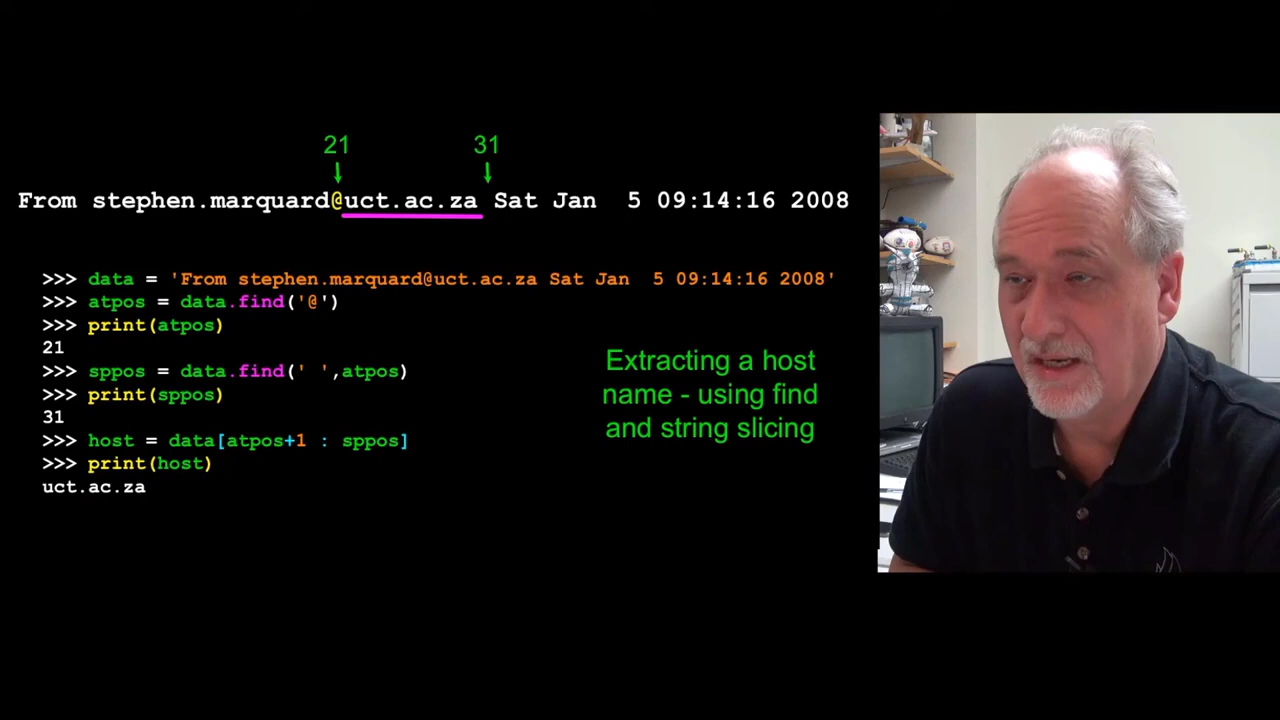 21 31
From stephen.marquard@uct.ac.za Sat Jan  5 09:14:16 2008
>>> data = 'From stephen.marquard@uct.ac.za Sat Jan  5 09:14:16 2008'
>>> atpos = data.find('@')
>>> print(atpos)
21
>>> sppos = data.find(' ',atpos)
>>> print(sppos)
31
>>> host = data[atpos+1 : sppos]
>>> print(host)
uct.ac.za
Extracting a host
name - using find
and string slicing